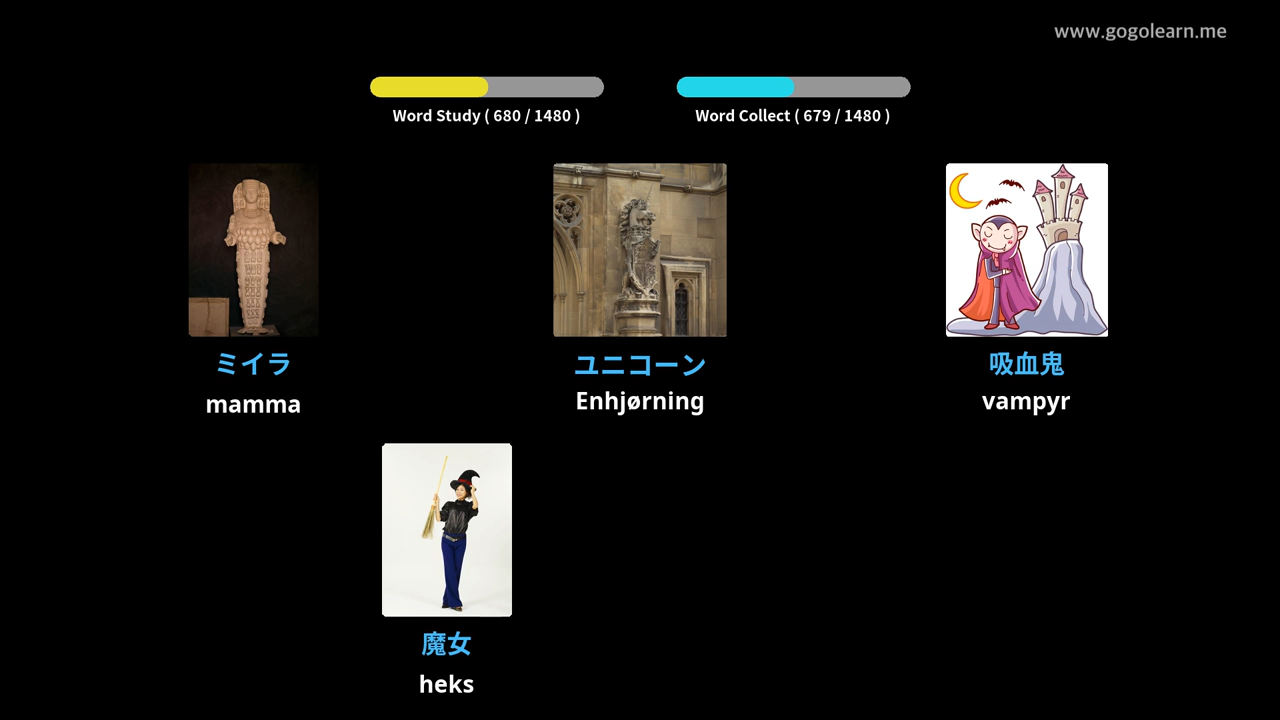 www.gogolearn.me
Word Study ( 680 / 1480 )
Word Collect ( 679 / 1480 )
ミイラ
mamma
ユニコーン
Enhjørning
吸血鬼
vampyr
魔女
heks